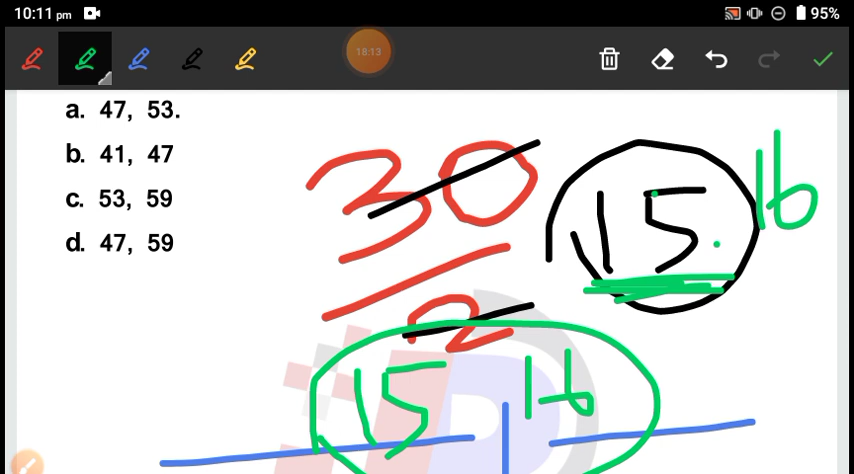 10:11 pm 95%
18:13
a. 47, 53.
b. 41, 47
c. 53, 59
d. 47, 59
30 15. 16
2
15 16